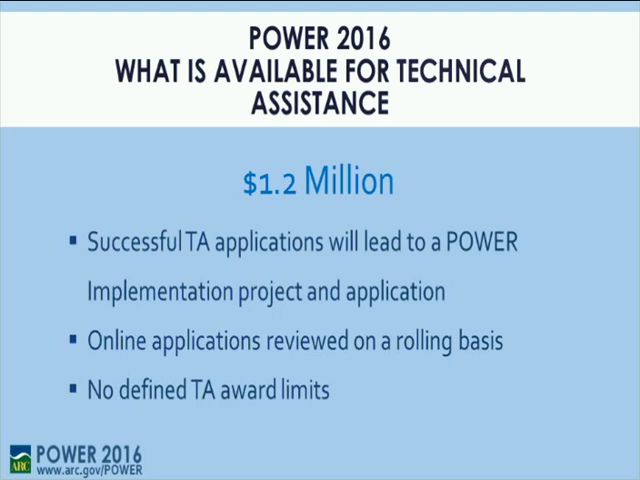 POWER 2016
WHAT IS AVAILABLE FOR TECHNICAL
ASSISTANCE
$1.2 Million
▪ Successful TA applications will lead to a POWER
Implementation project and application
▪ Online applications reviewed on a rolling basis
▪ No defined TA award limits
ARC
POWER 2016
www.arc.gov/POWER